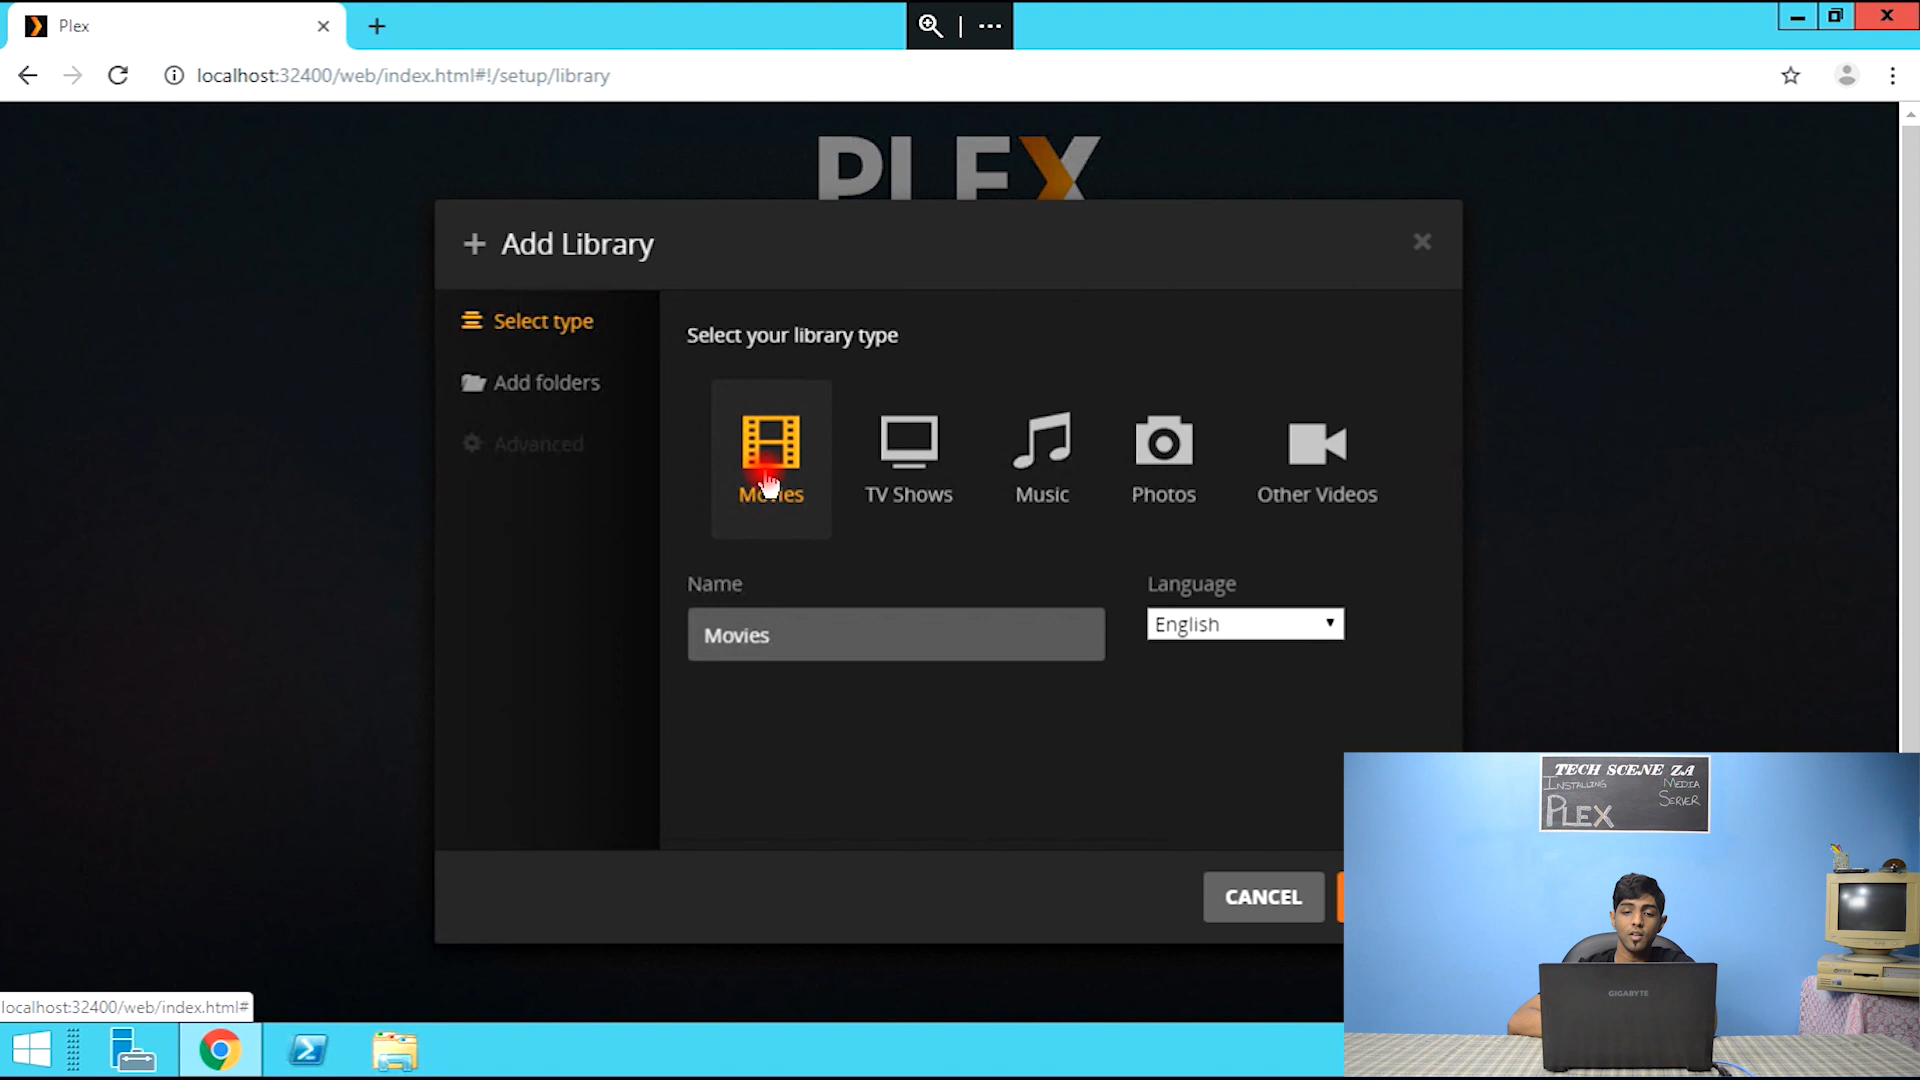 Plex
localhost:32400/web/index.html#!/setup/library
PLEX
Add Library
Select type
Add folders
Advanced
Select your library type
Movies
TV Shows
Music
Photos
Other Videos
Name
Language
Movies
English
CANCEL
TECH SCENE ZA
INSTALLING MEDIA
PLEX SERVER
GIGABYTE
localhost:32400/web/index.html#